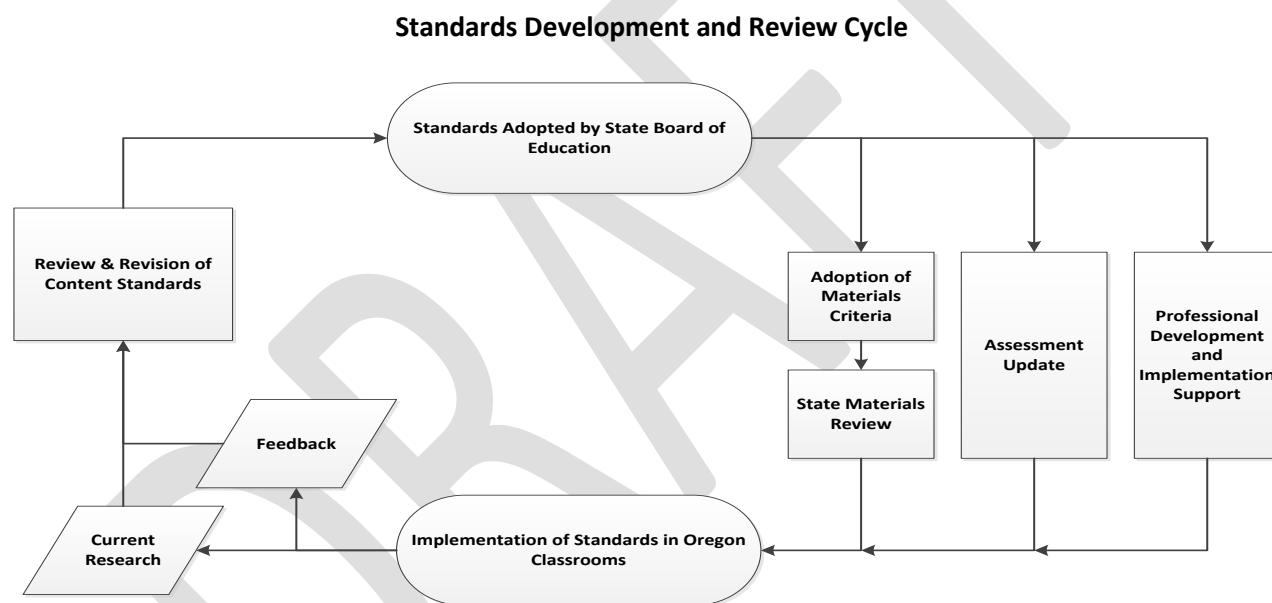 Standards Development and Review Cycle
Standards Adopted by State Board of
Education
Review & Revision of
Content Standards
Adoption of
Materials
Criteria
State Materials
Review
Assessment
Update
Professional
Development
and
Implementation
Support
Feedback
Current
Research
Implementation of Standards in Oregon
Classrooms
DRAFT